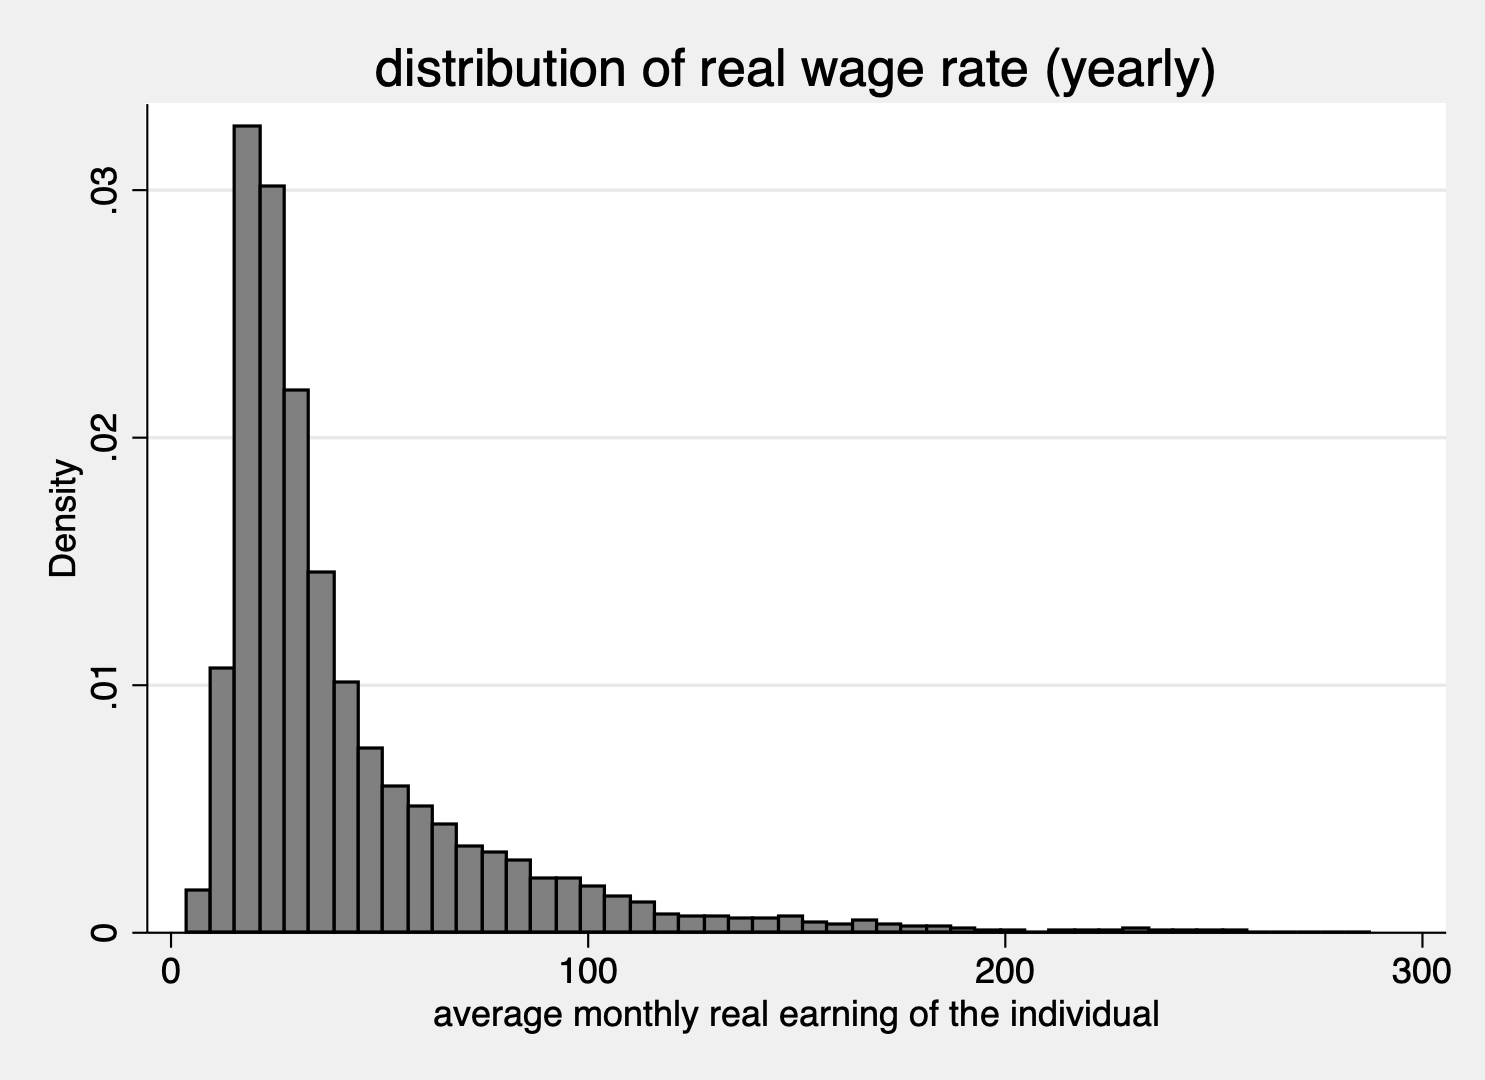 distribution of real wage rate (yearly)
Density
.03
.02
.01
0
0 100 200 300
average monthly real earning of the individual